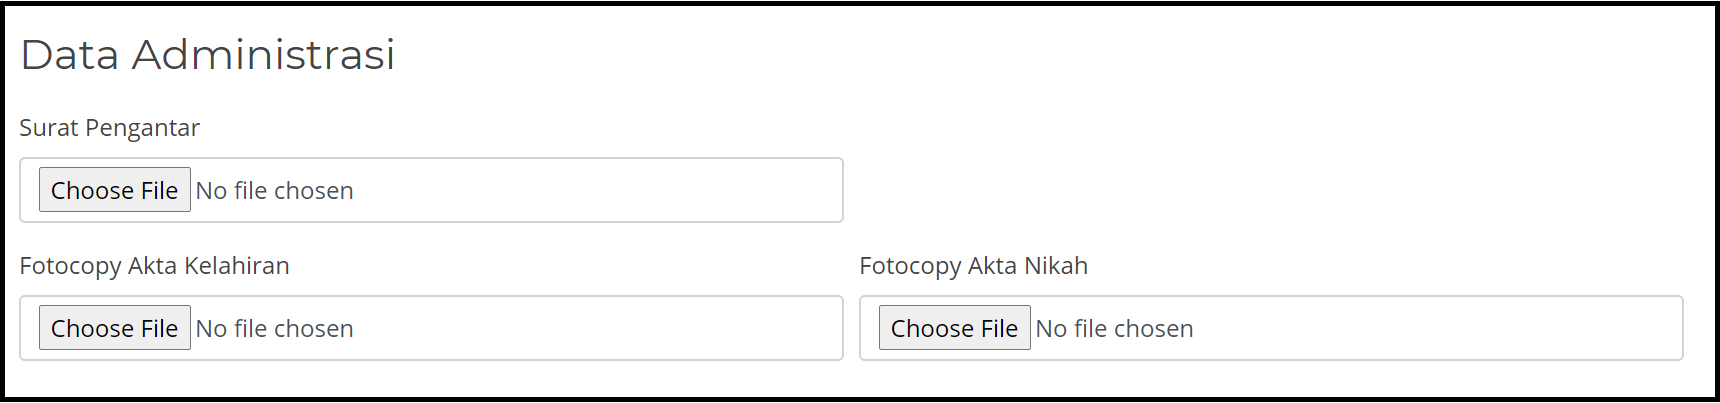 Data Administrasi
Surat Pengantar
Choose File No file chosen
Fotocopy Akta Kelahiran
Choose File No file chosen
Fotocopy Akta Nikah
Choose File No file chosen